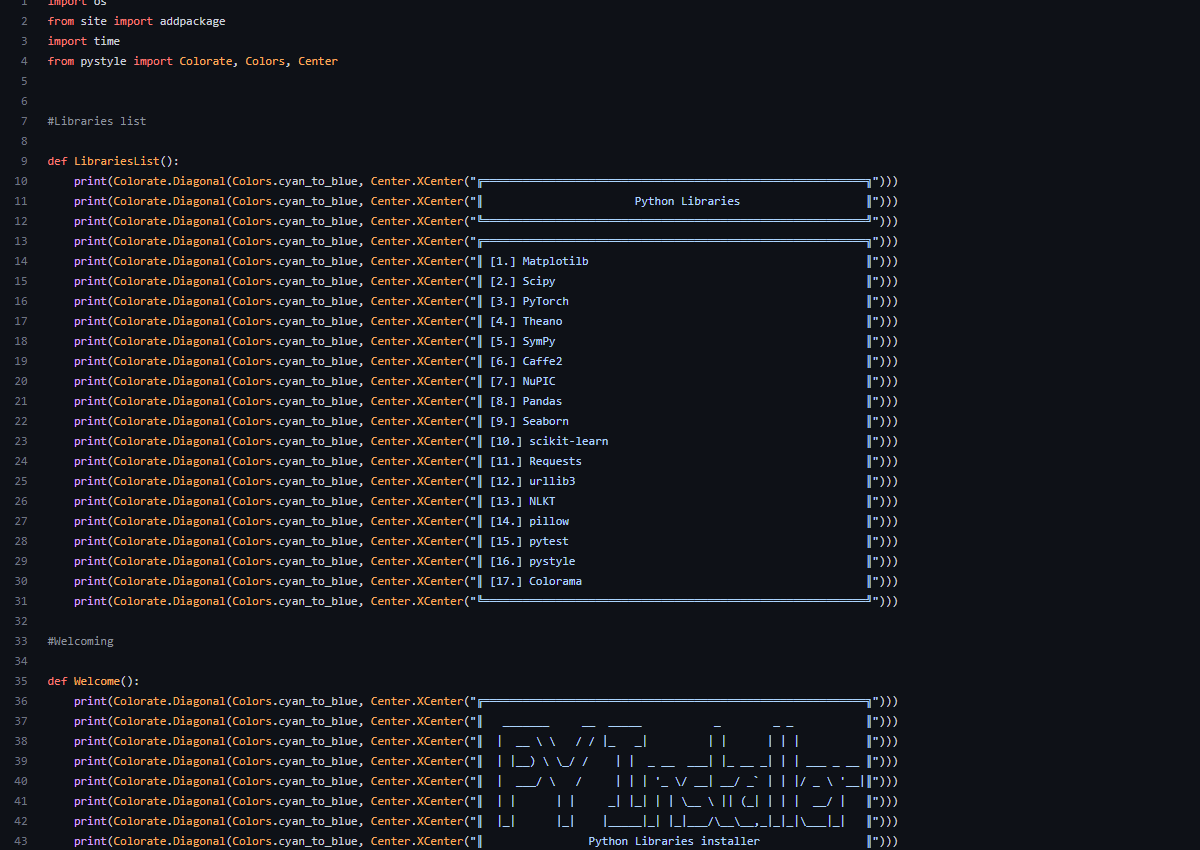 1 import os
2 from site import addpackage
3 import time
4 from pystyle import Colorate, Colors, Center
5
6
7 #Libraries list
8
9 def LibrariesList():
10     print(Colorate.Diagonal(Colors.cyan_to_blue, Center.XCenter("╔═══════════════════════════════════════════════════════════╗")))
11     print(Colorate.Diagonal(Colors.cyan_to_blue, Center.XCenter("║                       Python Libraries                    ║")))
12     print(Colorate.Diagonal(Colors.cyan_to_blue, Center.XCenter("╚═══════════════════════════════════════════════════════════╝")))
13     print(Colorate.Diagonal(Colors.cyan_to_blue, Center.XCenter("╔═══════════════════════════════════════════════════════════╗")))
14     print(Colorate.Diagonal(Colors.cyan_to_blue, Center.XCenter("║ [1.] Matplotilb                                           ║")))
15     print(Colorate.Diagonal(Colors.cyan_to_blue, Center.XCenter("║ [2.] Scipy                                                ║")))
16     print(Colorate.Diagonal(Colors.cyan_to_blue, Center.XCenter("║ [3.] PyTorch                                              ║")))
17     print(Colorate.Diagonal(Colors.cyan_to_blue, Center.XCenter("║ [4.] Theano                                               ║")))
18     print(Colorate.Diagonal(Colors.cyan_to_blue, Center.XCenter("║ [5.] SymPy                                                ║")))
19     print(Colorate.Diagonal(Colors.cyan_to_blue, Center.XCenter("║ [6.] Caffe2                                               ║")))
20     print(Colorate.Diagonal(Colors.cyan_to_blue, Center.XCenter("║ [7.] NuPIC                                                ║")))
21     print(Colorate.Diagonal(Colors.cyan_to_blue, Center.XCenter("║ [8.] Pandas                                               ║")))
22     print(Colorate.Diagonal(Colors.cyan_to_blue, Center.XCenter("║ [9.] Seaborn                                              ║")))
23     print(Colorate.Diagonal(Colors.cyan_to_blue, Center.XCenter("║ [10.] scikit-learn                                        ║")))
24     print(Colorate.Diagonal(Colors.cyan_to_blue, Center.XCenter("║ [11.] Requests                                            ║")))
25     print(Colorate.Diagonal(Colors.cyan_to_blue, Center.XCenter("║ [12.] urllib3                                             ║")))
26     print(Colorate.Diagonal(Colors.cyan_to_blue, Center.XCenter("║ [13.] NLKT                                                ║")))
27     print(Colorate.Diagonal(Colors.cyan_to_blue, Center.XCenter("║ [14.] pillow                                              ║")))
28     print(Colorate.Diagonal(Colors.cyan_to_blue, Center.XCenter("║ [15.] pytest                                              ║")))
29     print(Colorate.Diagonal(Colors.cyan_to_blue, Center.XCenter("║ [16.] pystyle                                             ║")))
30     print(Colorate.Diagonal(Colors.cyan_to_blue, Center.XCenter("║ [17.] Colorama                                            ║")))
31     print(Colorate.Diagonal(Colors.cyan_to_blue, Center.XCenter("╚═══════════════════════════════════════════════════════════╝")))
32
33 #Welcoming
34
35 def Welcome():
36     print(Colorate.Diagonal(Colors.cyan_to_blue, Center.XCenter("╔═══════════════════════════════════════════════════════════╗")))
37     print(Colorate.Diagonal(Colors.cyan_to_blue, Center.XCenter("║   _______     __  _____           _        _ _           ║")))
38     print(Colorate.Diagonal(Colors.cyan_to_blue, Center.XCenter("║  |  __ \ \   / / |_   _|         | |      | | |          ║")))
39     print(Colorate.Diagonal(Colors.cyan_to_blue, Center.XCenter("║  | |__) \ \_/ /    | |  _ __  ___| |_ __ _| | | ___ _ __ ║")))
40     print(Colorate.Diagonal(Colors.cyan_to_blue, Center.XCenter("║  |  ___/ \   /     | | | '_ \/ __| __/ _` | | |/ _ \ '__|║")))
41     print(Colorate.Diagonal(Colors.cyan_to_blue, Center.XCenter("║  | |      | |     _| |_| | | \__ \ || (_| | | |  __/ |   ║")))
42     print(Colorate.Diagonal(Colors.cyan_to_blue, Center.XCenter("║  |_|      |_|    |_____|_| |_|___/\__\__,_|_|_|\___|_|   ║")))
43     print(Colorate.Diagonal(Colors.cyan_to_blue, Center.XCenter("║                Python Libraries installer                ║")))